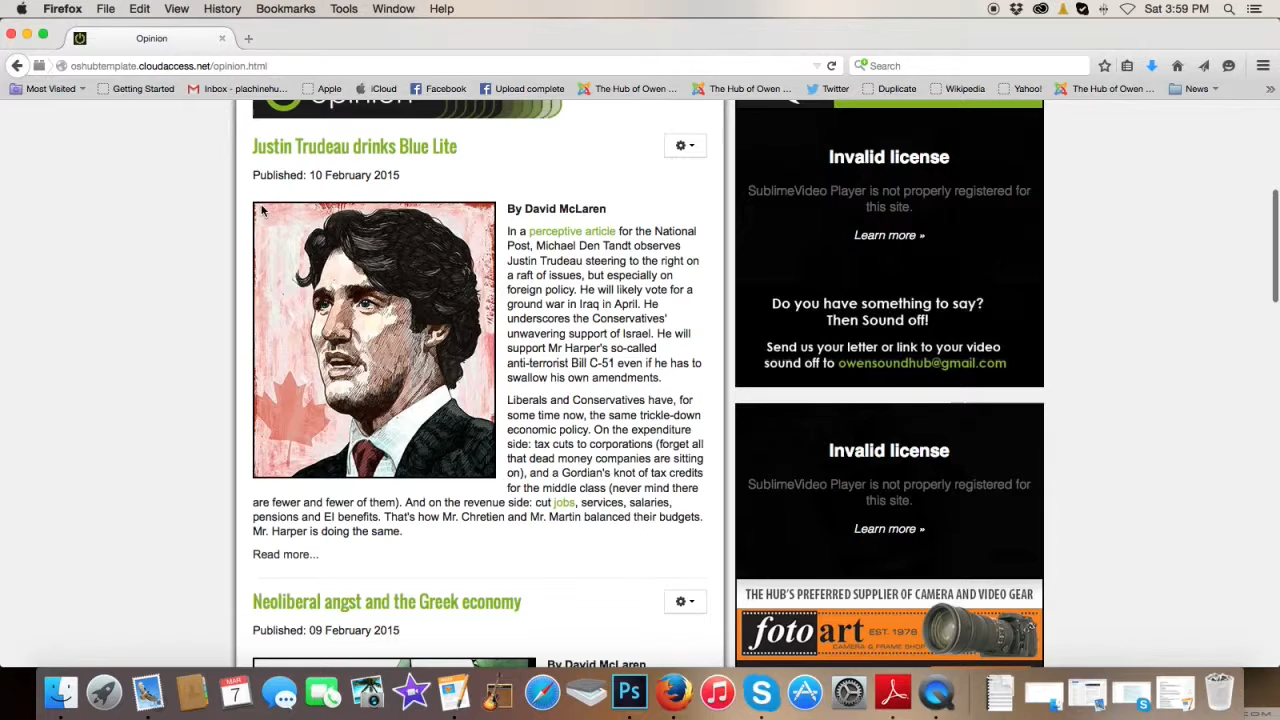 Firefox File Edit View History Bookmarks Tools Window Help Sat 3:59 PM
Opinion
oshubtemplate.cloudaccess.net/opinion.html Search
Most Visited Getting Started Apple iCloud Facebook Upload complete The Hub of Owen ... The Hub of Owen ... Twitter Duplicate Wikipedia Yahoo! The Hub of Owen ... News
Opinion
Justin Trudeau drinks Blue Lite
Published: 10 February 2015
By David McLaren
In a perceptive article for the National
Post, Michael Den Tandt observes
Justin Trudeau steering to the right on
a raft of issues, but especially on
foreign policy. He will likely vote for a
ground war in Iraq in April. He
underscores the Conservatives'
unwavering support of Israel. He will
support Mr Harper's so-called
anti-terrorist Bill C-51 even if he has to
swallow his own amendments.
Liberals and Conservatives have, for
some time now, the same trickle-down
economic policy. On the expenditure
side: tax cuts to corporations (forget all
that dead money companies are sitting
on), and a Gordian's knot of tax credits
for the middle class (never mind there
are fewer and fewer of them). And on the revenue side: cut jobs, services, salaries,
pensions and EI benefits. That's how Mr. Chretien and Mr. Martin balanced their budgets.
Mr. Harper is doing the same.
Read more...
Neoliberal angst and the Greek economy
Published: 09 February 2015
By David McLaren
Invalid license
SublimeVideo Player is not properly registered for
this site.
Learn more »
Do you have something to say?
Then Sound off!
Send us your letter or link to your video
sound off to owensoundhub@gmail.com
Invalid license
SublimeVideo Player is not properly registered for
this site.
Learn more »
THE HUB'S PREFERRED SUPPLIER OF CAMERA AND VIDEO GEAR
fotoart EST. 1976
CAMERA & FRAME SHOP
MAR
7
Ps